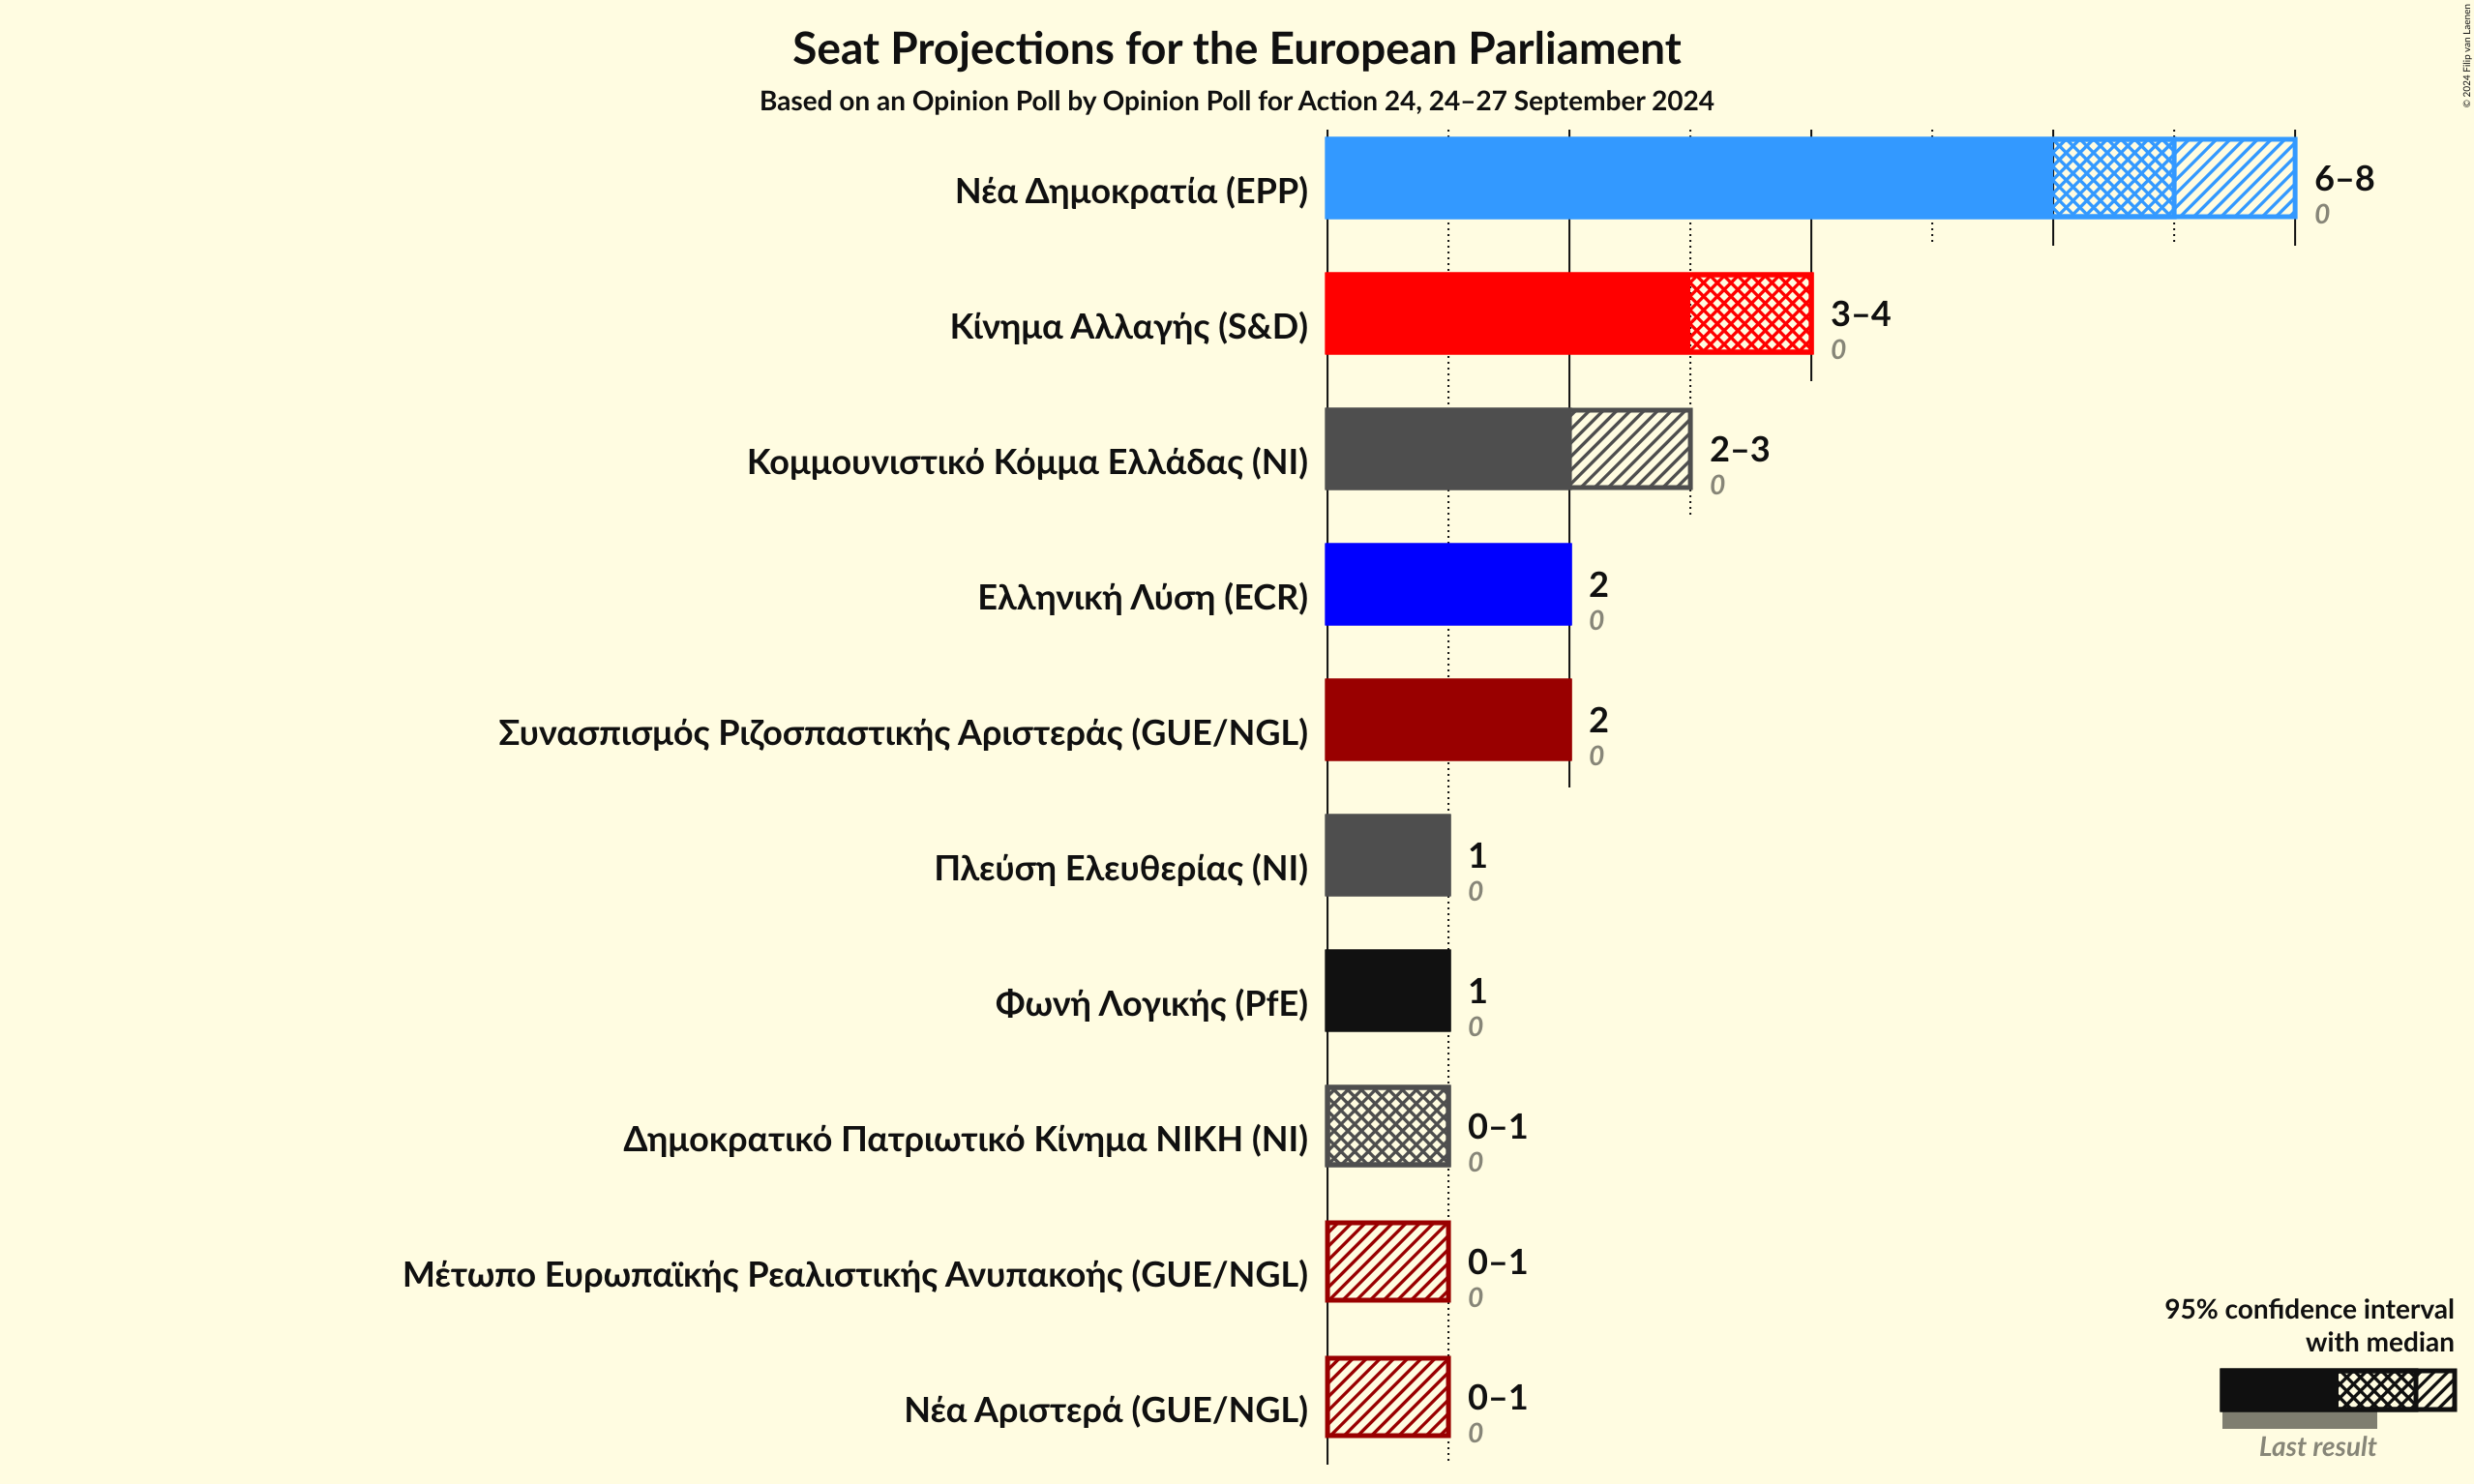 Seat Projections for the European Parliament
Based on an Opinion Poll by Opinion Poll for Action 24, 24–27 September 2024
© 2024 Filip van Laenen
Νέα Δημοκρατία (EPP)
6–8
0
Κίνημα Αλλαγής (S&D)
3–4
0
Κομμουνιστικό Κόμμα Ελλάδας (NI)
2–3
0
Ελληνική Λύση (ECR)
2
0
Συνασπισμός Ριζοσπαστικής Αριστεράς (GUE/NGL)
2
0
Πλεύση Ελευθερίας (NI)
1
0
Φωνή Λογικής (PfE)
1
0
Δημοκρατικό Πατριωτικό Κίνημα ΝΙΚΗ (NI)
0–1
0
Μέτωπο Ευρωπαϊκής Ρεαλιστικής Ανυπακοής (GUE/NGL)
0–1
0
Νέα Αριστερά (GUE/NGL)
0–1
0
95% confidence interval
with median
Last result